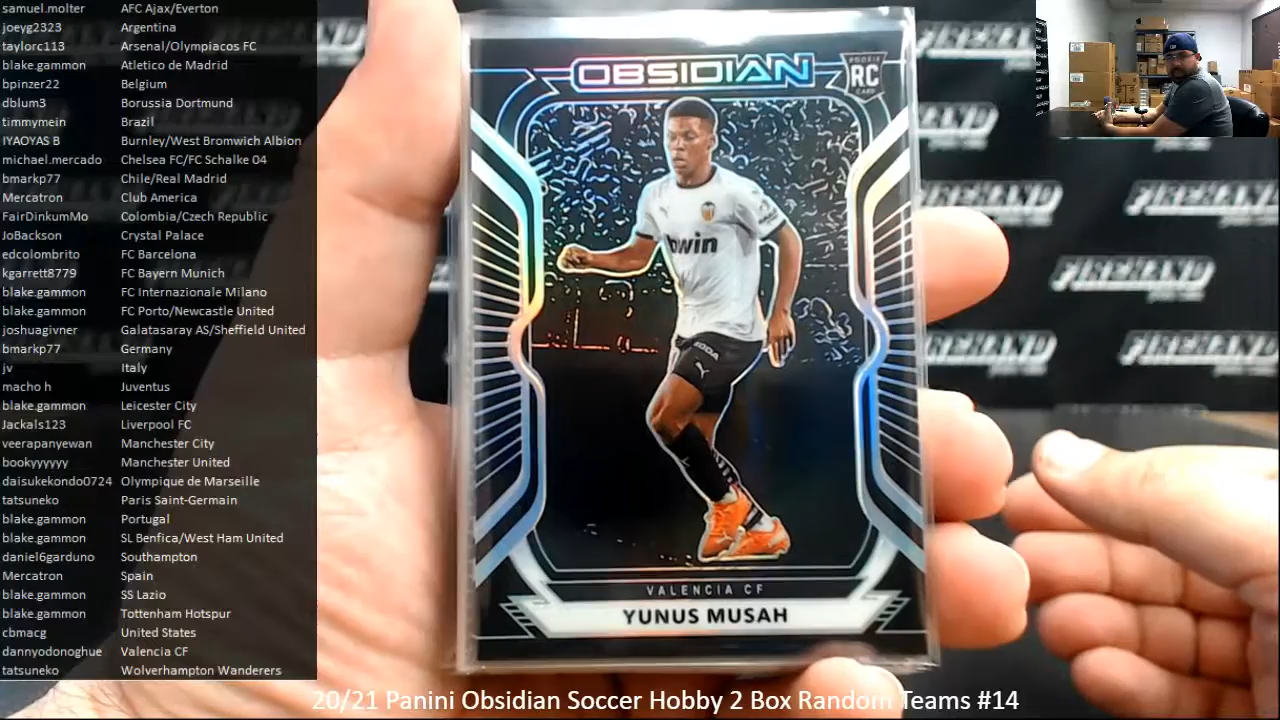 samuel.molter AFC Ajax/Everton
joeyg2323 Argentina
taylorc113 Arsenal/Olympiacos FC
blake.gammon Atletico de Madrid
bpinzer22 Belgium
dblum3 Borussia Dortmund
timmymein Brazil
IYAOYAS B Burnley/West Bromwich Albion
michael.mercado Chelsea FC/FC Schalke 04
bmarkp77 Chile/Real Madrid
Mercatron Club America
FairDinkumMo Colombia/Czech Republic
JoBackson Crystal Palace
edcolombrito FC Barcelona
kgarrett8779 FC Bayern Munich
blake.gammon FC Internazionale Milano
blake.gammon FC Porto/Newcastle United
joshuagivner Galatasaray AS/Sheffield United
bmarkp77 Germany
jv Italy
macho h Juventus
blake.gammon Leicester City
Jackals123 Liverpool FC
veerapanyewan Manchester City
bookyyyyyy Manchester United
daisukekondo0724 Olympique de Marseille
tatsuneko Paris Saint-Germain
blake.gammon Portugal
blake.gammon SL Benfica/West Ham United
daniel6garduno Southampton
Mercatron Spain
blake.gammon SS Lazio
blake.gammon Tottenham Hotspur
cbmacg United States
dannyodonoghue Valencia CF
tatsuneko Wolverhampton Wanderers
OBSIDIAN
ROOKIE
RC
CARD
bwin
VALENCIA CF
YUNUS MUSAH
FIREHAND
FIREHAND
FIREHAND
FIREHAND
20/21 Panini Obsidian Soccer Hobby 2 Box Random Teams #14